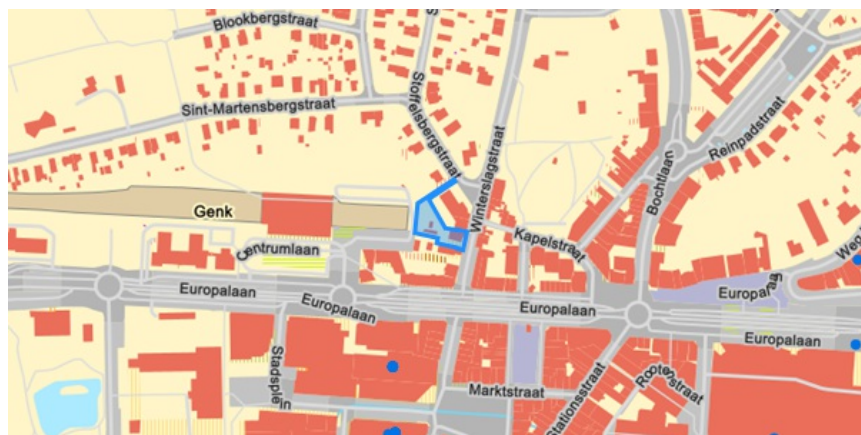 Blookbergstraat
Sint-Martensbergstraat
Stoffelsbergstraat
Winterslagstraat
Reinpadstraat
Bochtlaan
Genk
Kapelstraat
Centrumlaan
Europalaan
Europalaan
Europalaan
Europalaan
Europalaan
Stadsplein
Marktstraat
Stationsstraat
Rootenstraat